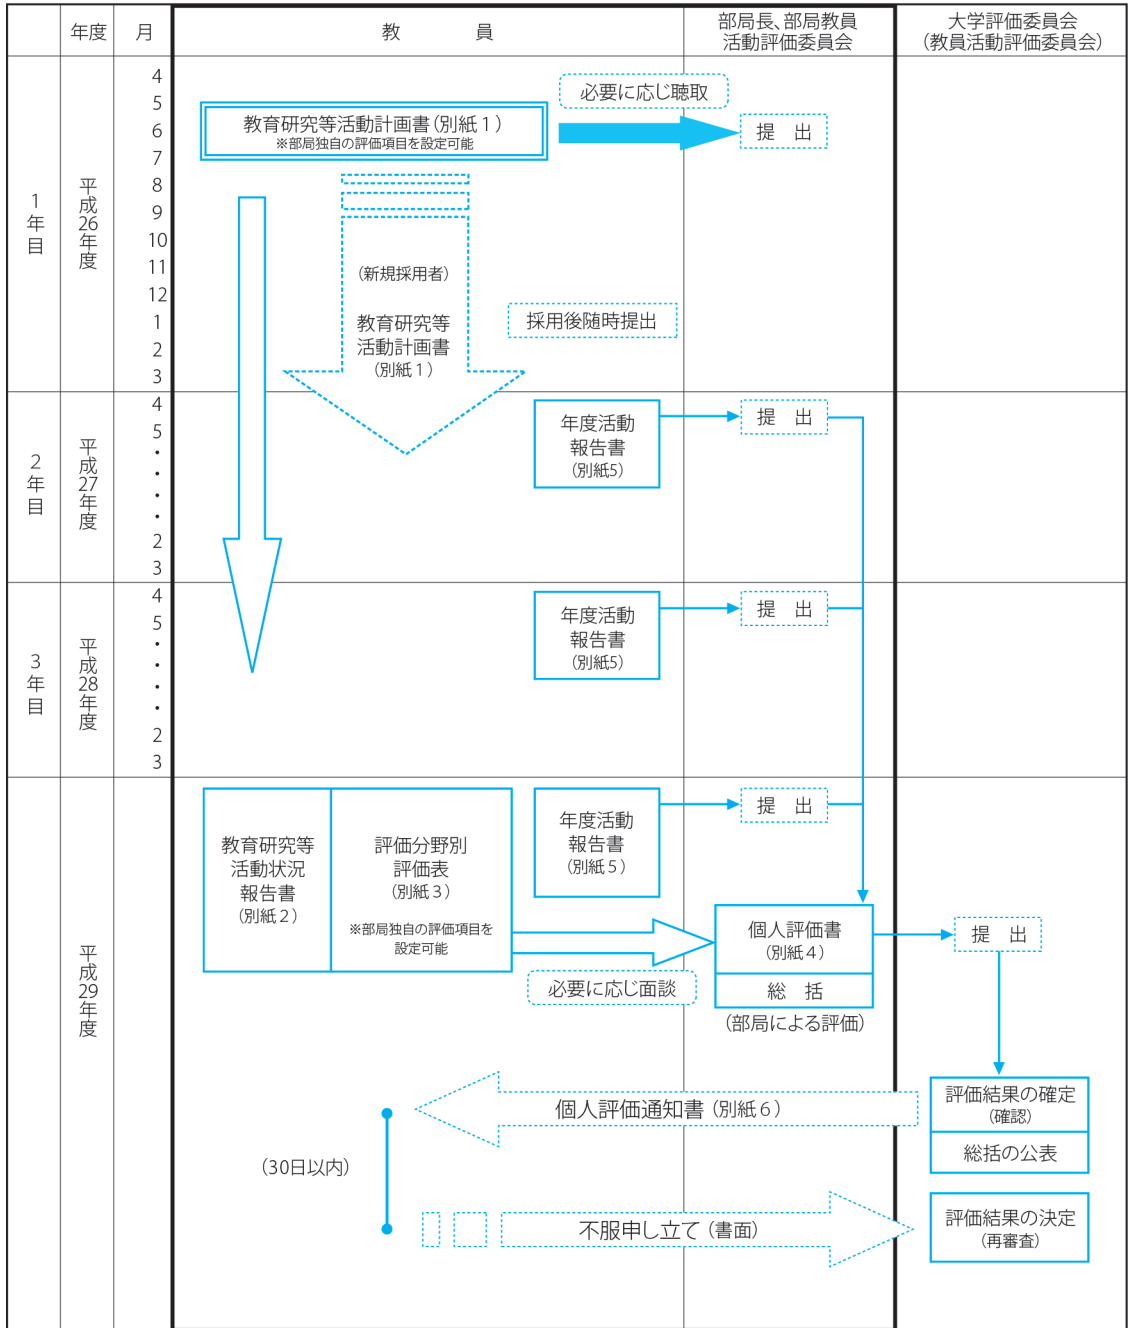 年度
月
教　員
部局長、部局教員
活動評価委員会
大学評価委員会
（教員活動評価委員会）
1年目
平成26年度
4
5
6
7
8
9
10
11
12
1
2
3
教育研究等活動計画書（別紙１）
※部局独自の評価項目を設定可能
必要に応じ聴取
提　出
（新規採用者）
教育研究等
活動計画書
（別紙１）
採用後随時提出
2年目
平成27年度
4
5
・
・
・
・
2
3
年度活動
報告書
（別紙5）
提　出
3年目
平成28年度
4
5
・
・
・
・
2
3
年度活動
報告書
（別紙5）
提　出
平成29年度
教育研究等
活動状況
報告書
（別紙２）
評価分野別
評価表
（別紙３）
※部局独自の評価項目を
設定可能
年度活動
報告書
（別紙５）
提　出
必要に応じ面談
個人評価書
（別紙４）
総　括
（部局による評価）
提　出
評価結果の確定
（確認）
総括の公表
個人評価通知書（別紙６）
（30日以内）
不服申し立て（書面）
評価結果の決定
（再審査）